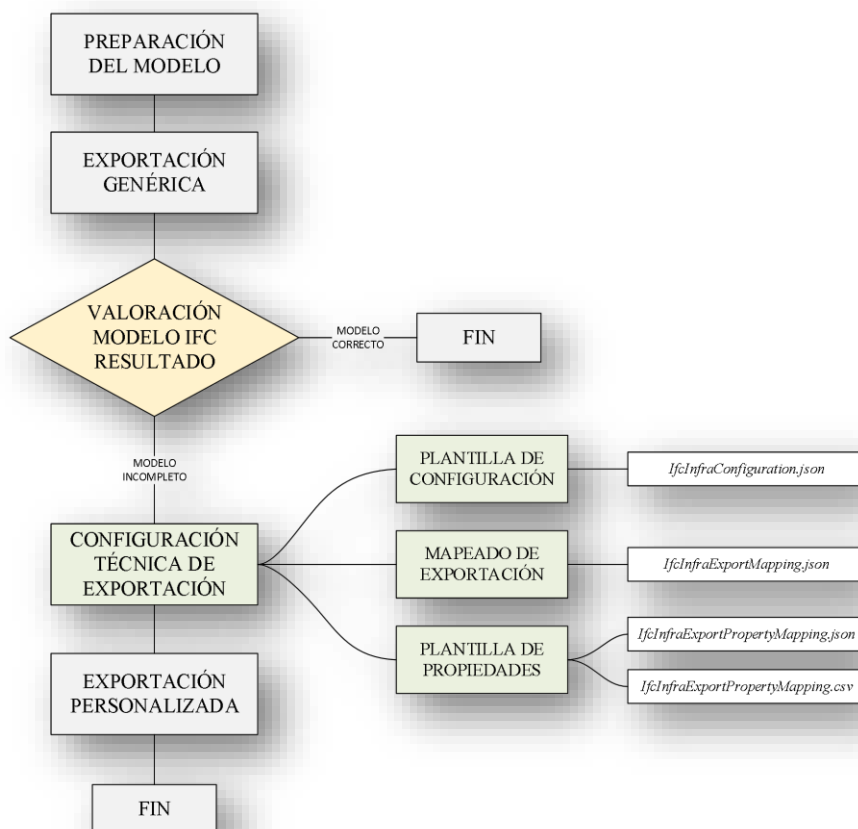 PREPARACIÓN
DEL MODELO
EXPORTACIÓN
GENÉRICA
VALORACIÓN
MODELO IFC
RESULTADO
MODELO
CORRECTO
FIN
MODELO
INCOMPLETO
CONFIGURACIÓN
TÉCNICA DE
EXPORTACIÓN
PLANTILLA DE
CONFIGURACIÓN
IfcInfraConfiguration.json
MAPEADO DE
EXPORTACIÓN
IfcInfraExportMapping.json
PLANTILLA DE
PROPIEDADES
IfcInfraExportPropertyMapping.json
IfcInfraExportPropertyMapping.csv
EXPORTACIÓN
PERSONALIZADA
FIN